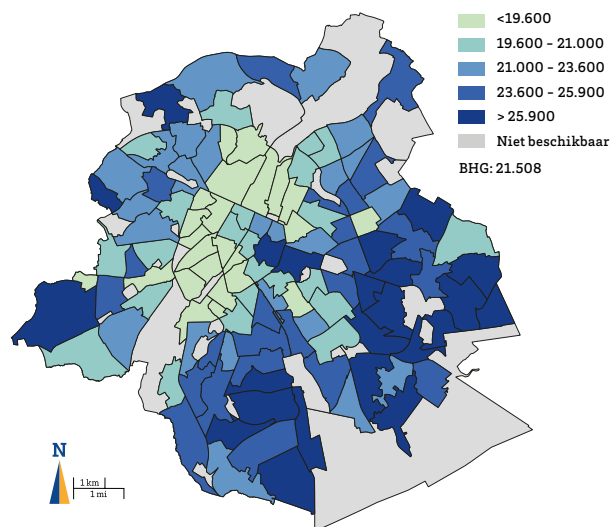 <19.600
19.600 - 21.000
21.000 - 23.600
23.600 - 25.900
> 25.900
Niet beschikbaar
BHG: 21.508
N
1 km
1 mi